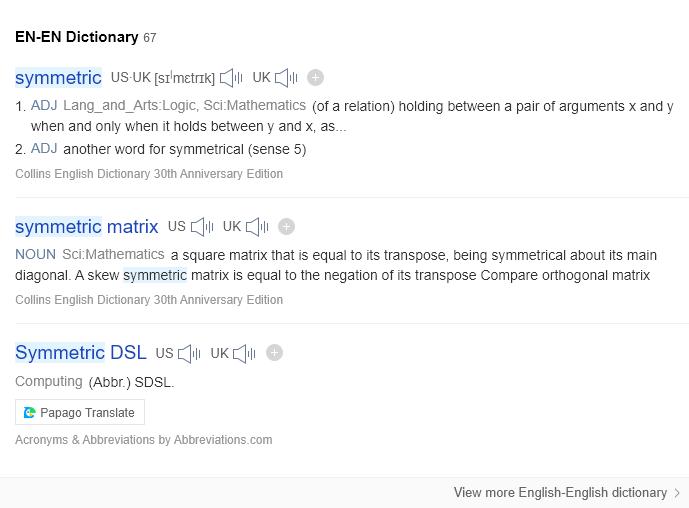 EN-EN Dictionary 67
symmetric US·UK [sɪˈmɛtrɪk] UK
1. ADJ Lang_and_Arts:Logic, Sci:Mathematics (of a relation) holding between a pair of arguments x and y
when and only when it holds between y and x, as...
2. ADJ another word for symmetrical (sense 5)
Collins English Dictionary 30th Anniversary Edition
symmetric matrix US UK
NOUN Sci:Mathematics a square matrix that is equal to its transpose, being symmetrical about its main
diagonal. A skew symmetric matrix is equal to the negation of its transpose Compare orthogonal matrix
Collins English Dictionary 30th Anniversary Edition
Symmetric DSL US UK
Computing (Abbr.) SDSL.
Papago Translate
Acronyms & Abbreviations by Abbreviations.com
View more English-English dictionary